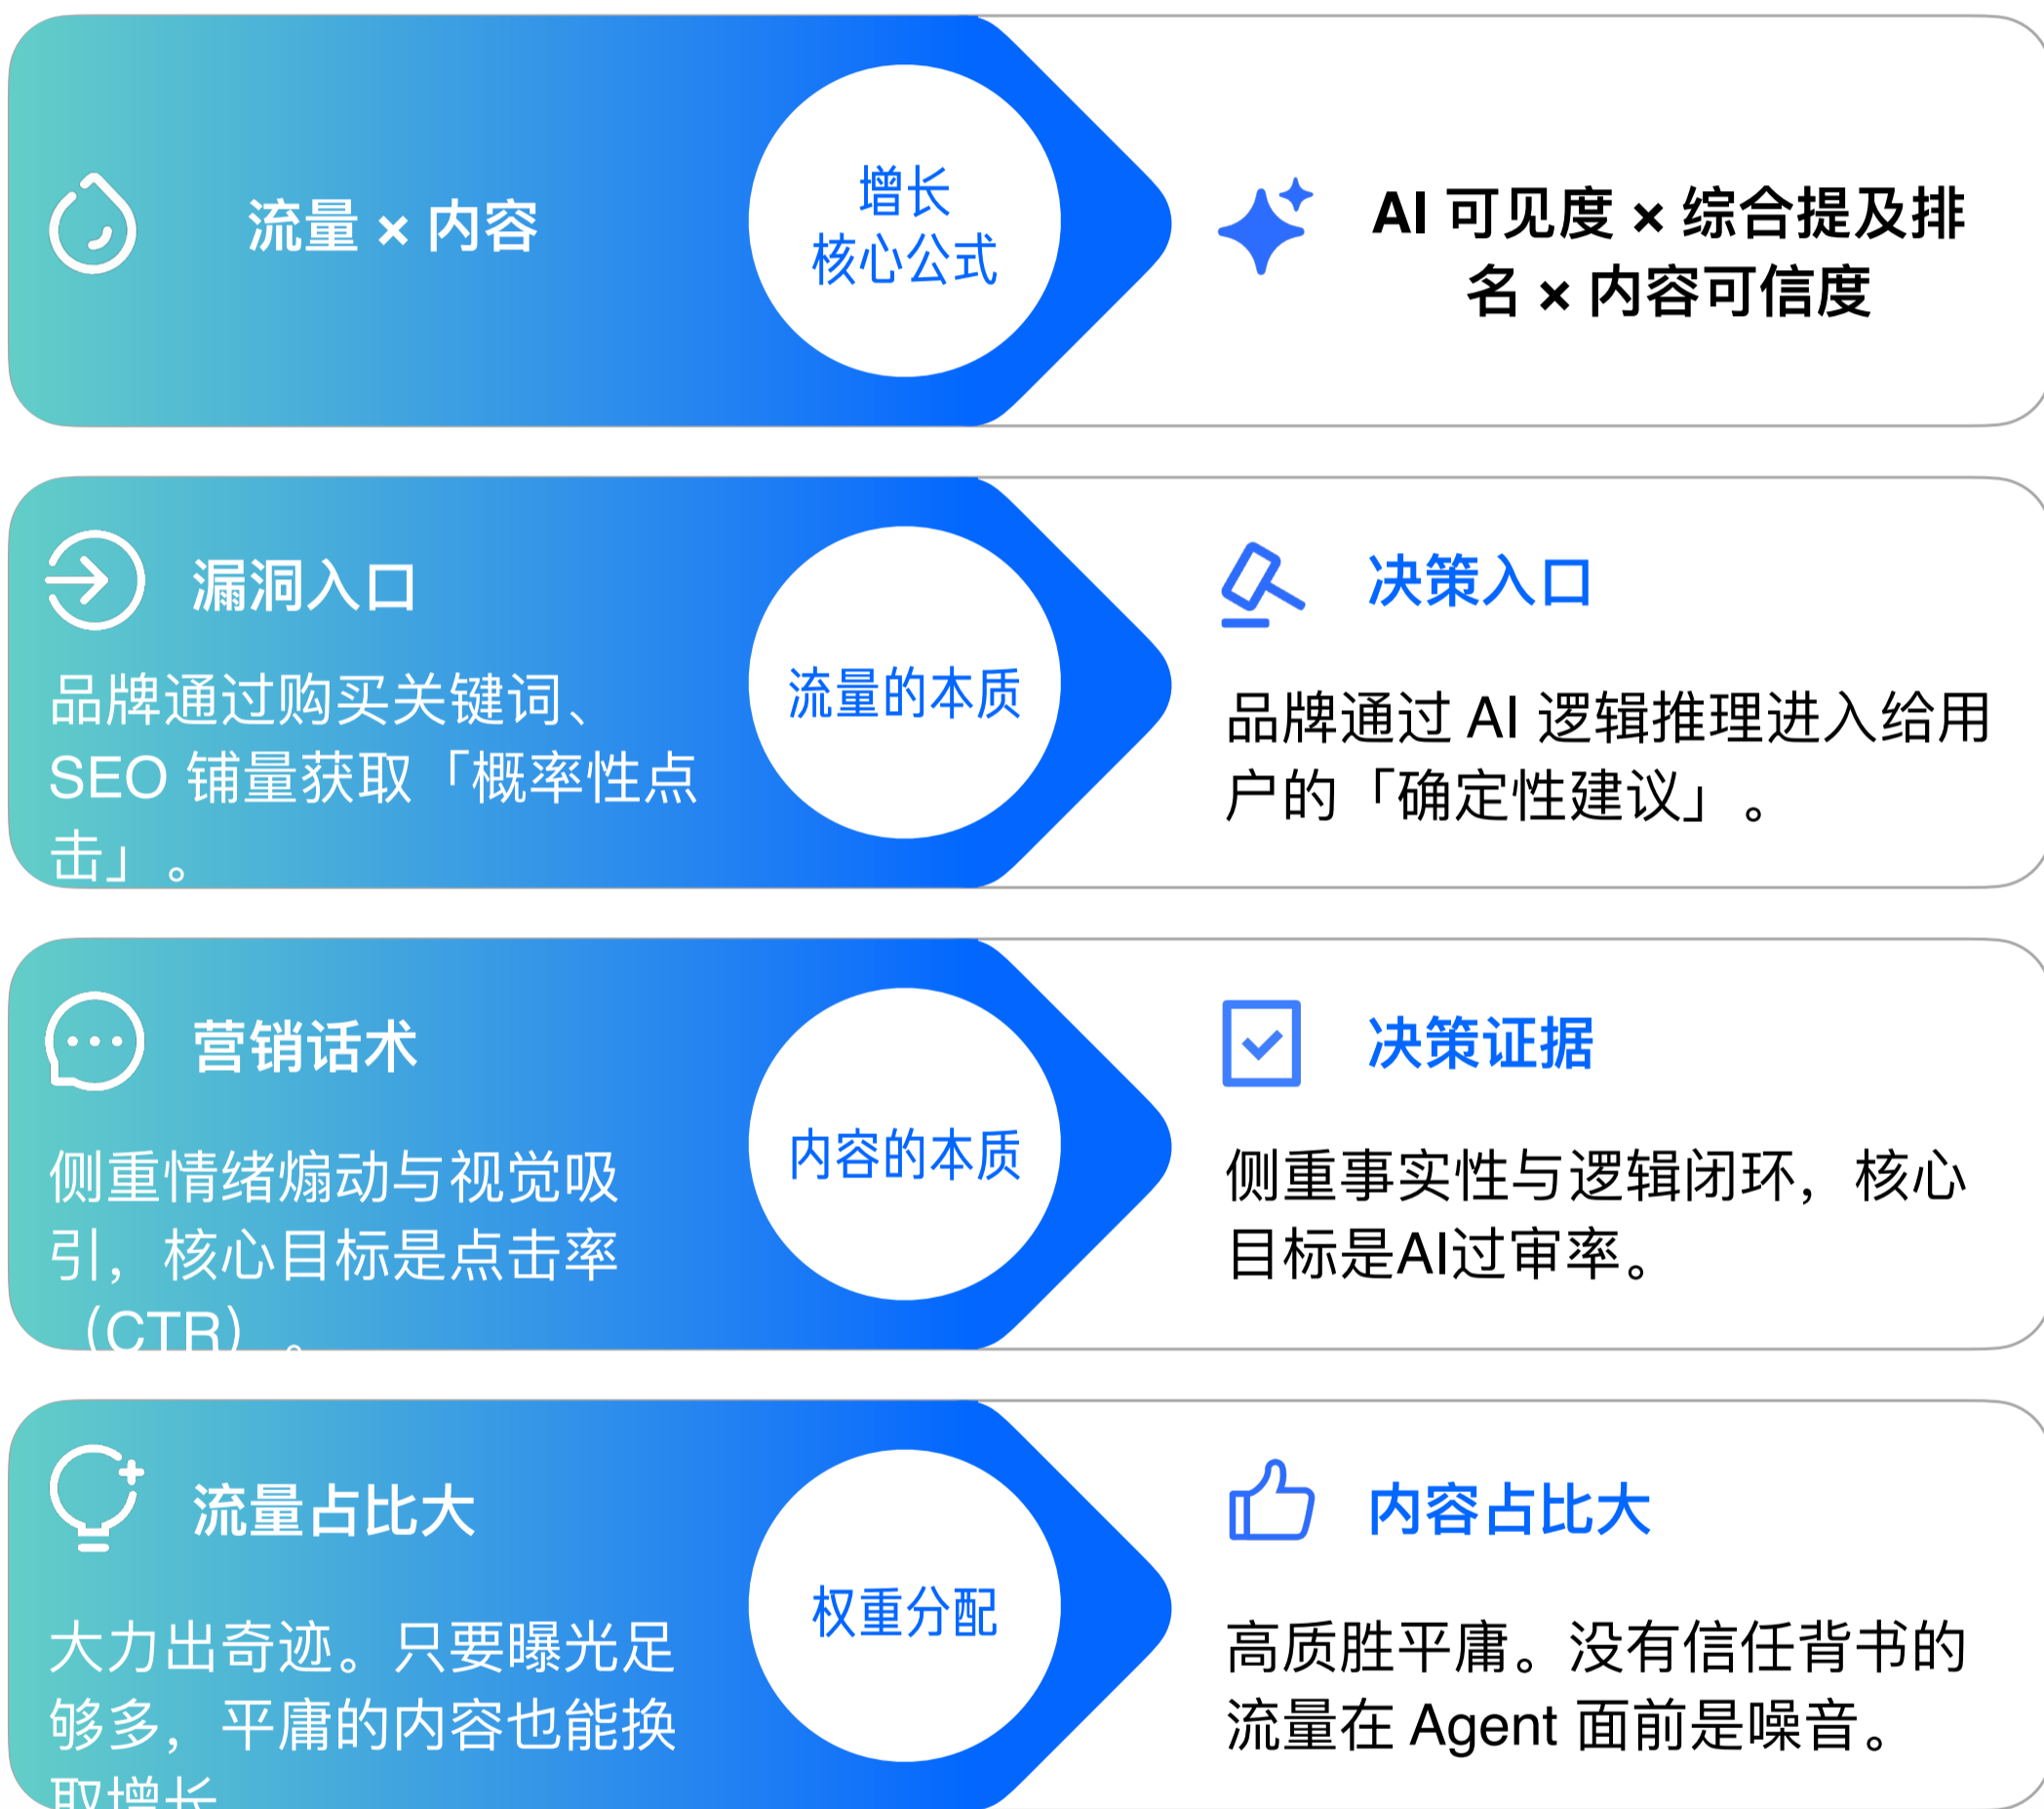 流量 × 内容
增长
核心公式
AI 可见度 × 综合提及排
名 × 内容可信度
漏洞入口
品牌通过购买关键词、
SEO 铺量获取「概率性点
击」。
流量的本质
决策入口
品牌通过 AI 逻辑推理进入给用
户的「确定性建议」。
营销话术
侧重情绪煽动与视觉吸
引，核心目标是点击率
（CTR）。
内容的本质
决策证据
侧重事实性与逻辑闭环，核心
目标是AI过审率。
流量占比大
大力出奇迹。只要曝光足
够多，平庸的内容也能换
取增长
权重分配
内容占比大
高质胜平庸。没有信任背书的
流量在 Agent 面前是噪音。